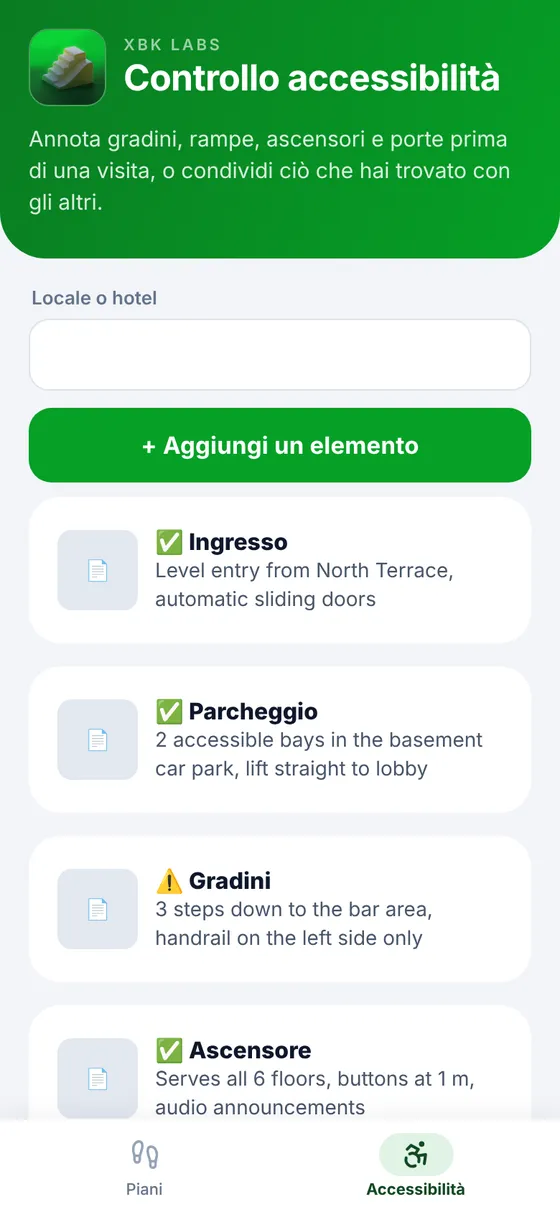 XBK LABS
Controllo accessibilità
Annota gradini, rampe, ascensori e porte prima
di una visita, o condividi ciò che hai trovato con
gli altri.
Locale o hotel
+ Aggiungi un elemento
✅ Ingresso
Level entry from North Terrace,
automatic sliding doors
✅ Parcheggio
2 accessible bays in the basement
car park, lift straight to lobby
⚠️ Gradini
3 steps down to the bar area,
handrail on the left side only
✅ Ascensore
Serves all 6 floors, buttons at 1 m,
audio announcements
Piani
Accessibilità